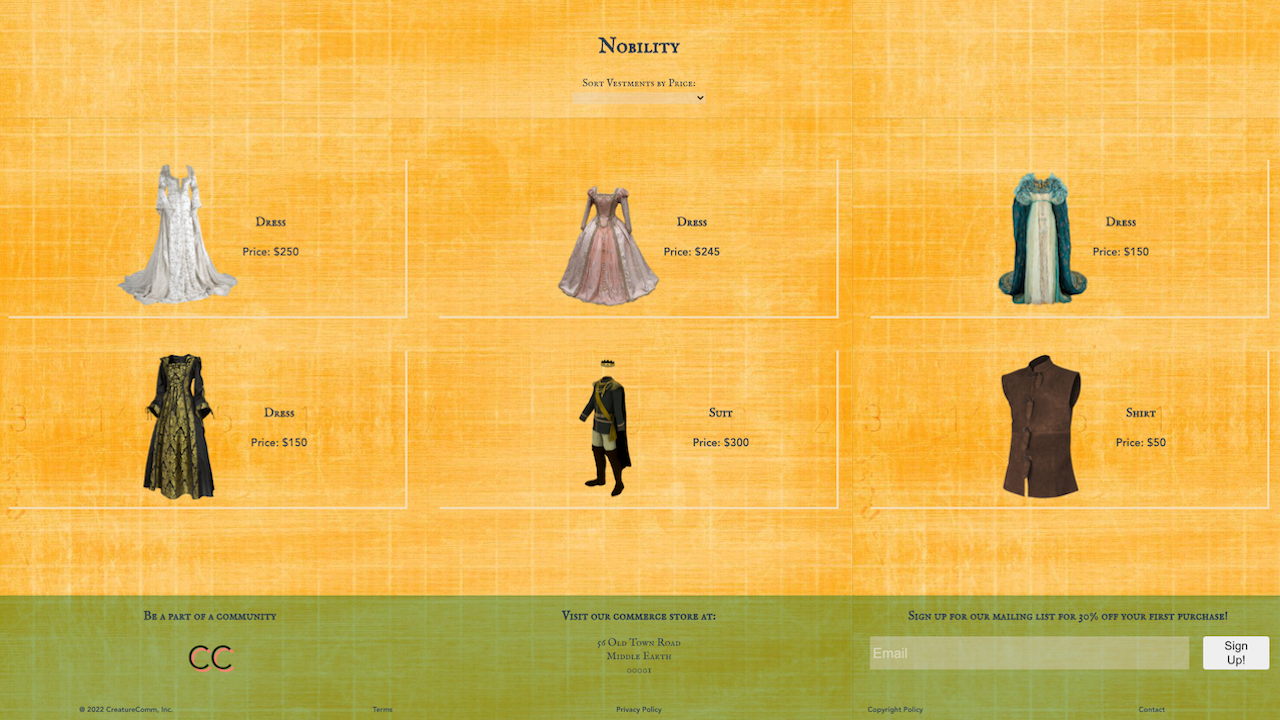 Nobility
Sort Vestments by Price:
Dress
Price: $250
Dress
Price: $245
Dress
Price: $150
Dress
Price: $150
Suit
Price: $300
Shirt
Price: $50
Be a part of a community
CC
Visit our commerce store at:
56 Old Town Road
Middle Earth
00001
Sign up for our mailing list for 30% off your first purchase!
Email
Sign
Up!
© 2022 CreatureComm, Inc.
Terms
Privacy Policy
Copyright Policy
Contact